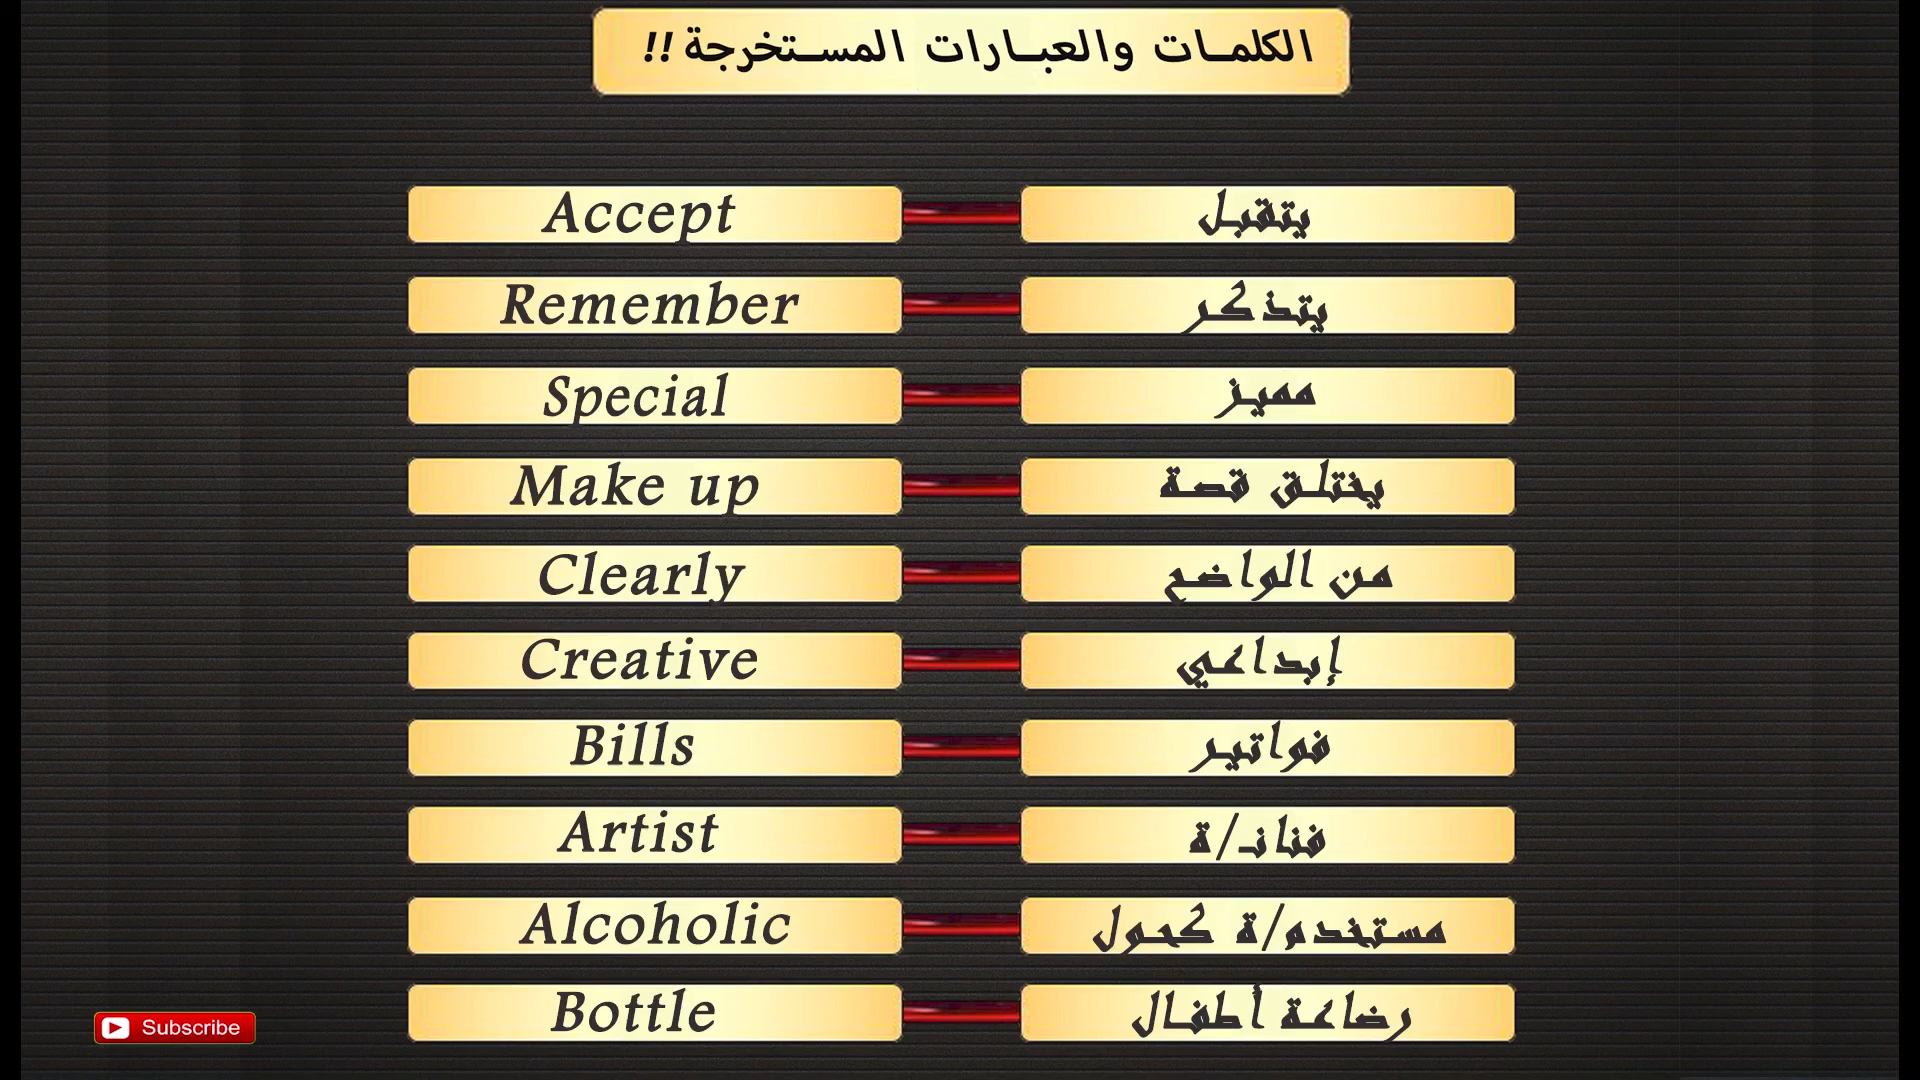 الكلمـات والعبـارات المسـتخرجة !!
Accept يتقبل
Remember يتذكر
Special مميز
Make up يختلق قصة
Clearly من الواضح
Creative إبداعي
Bills فواتير
Artist فنانـ/ة
Alcoholic مستخدم/ة كحول
Bottle رضاعة أطفال
Subscribe